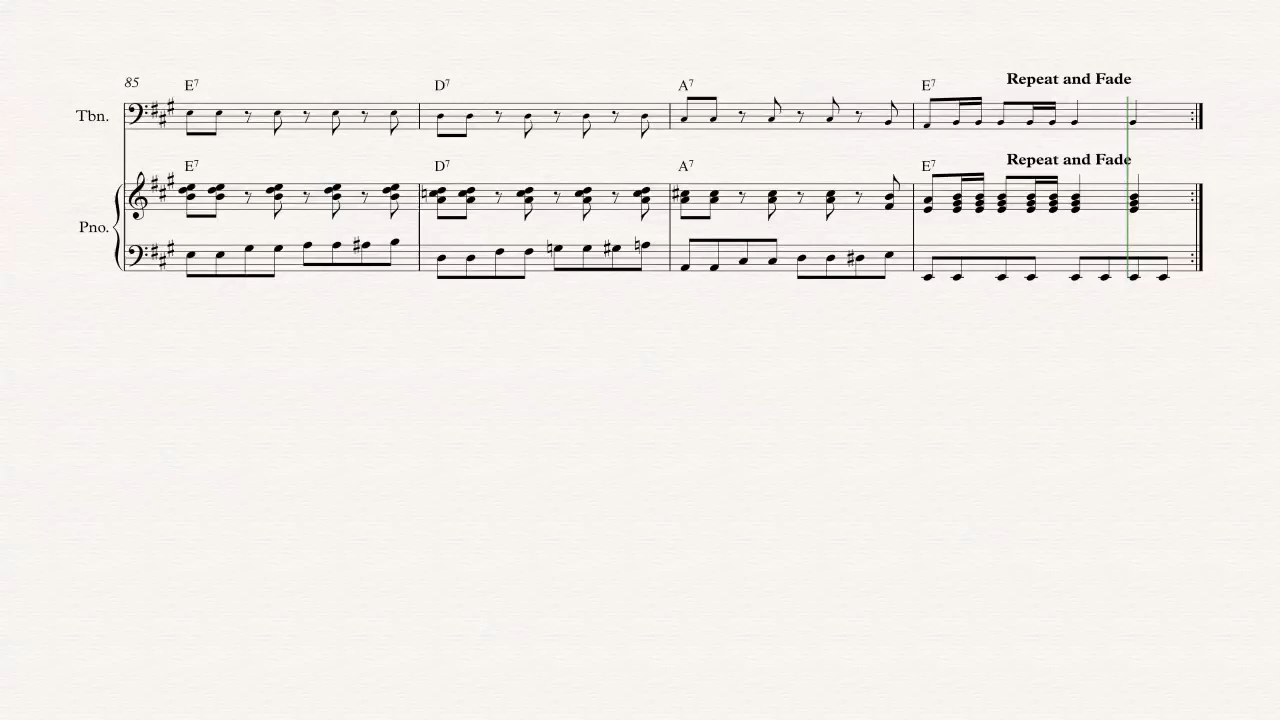 85
E7 D7 A7 E7 Repeat and Fade
Tbn.
E7 D7 A7 E7 Repeat and Fade
Pno.